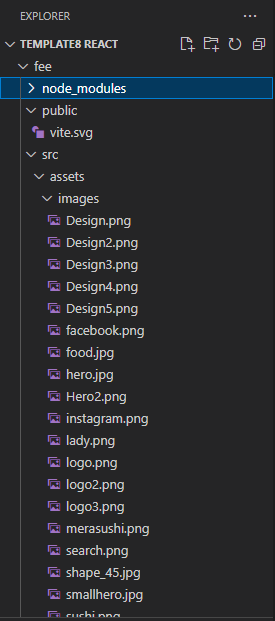 EXPLORER
TEMPLATE8 REACT
fee
node_modules
public
vite.svg
src
assets
images
Design.png
Design2.png
Design3.png
Design4.png
Design5.png
facebook.png
food.jpg
hero.jpg
Hero2.png
instagram.png
lady.png
logo.png
logo2.png
logo3.png
merasushi.png
search.png
shape_45.jpg
smallhero.jpg
sushi.png